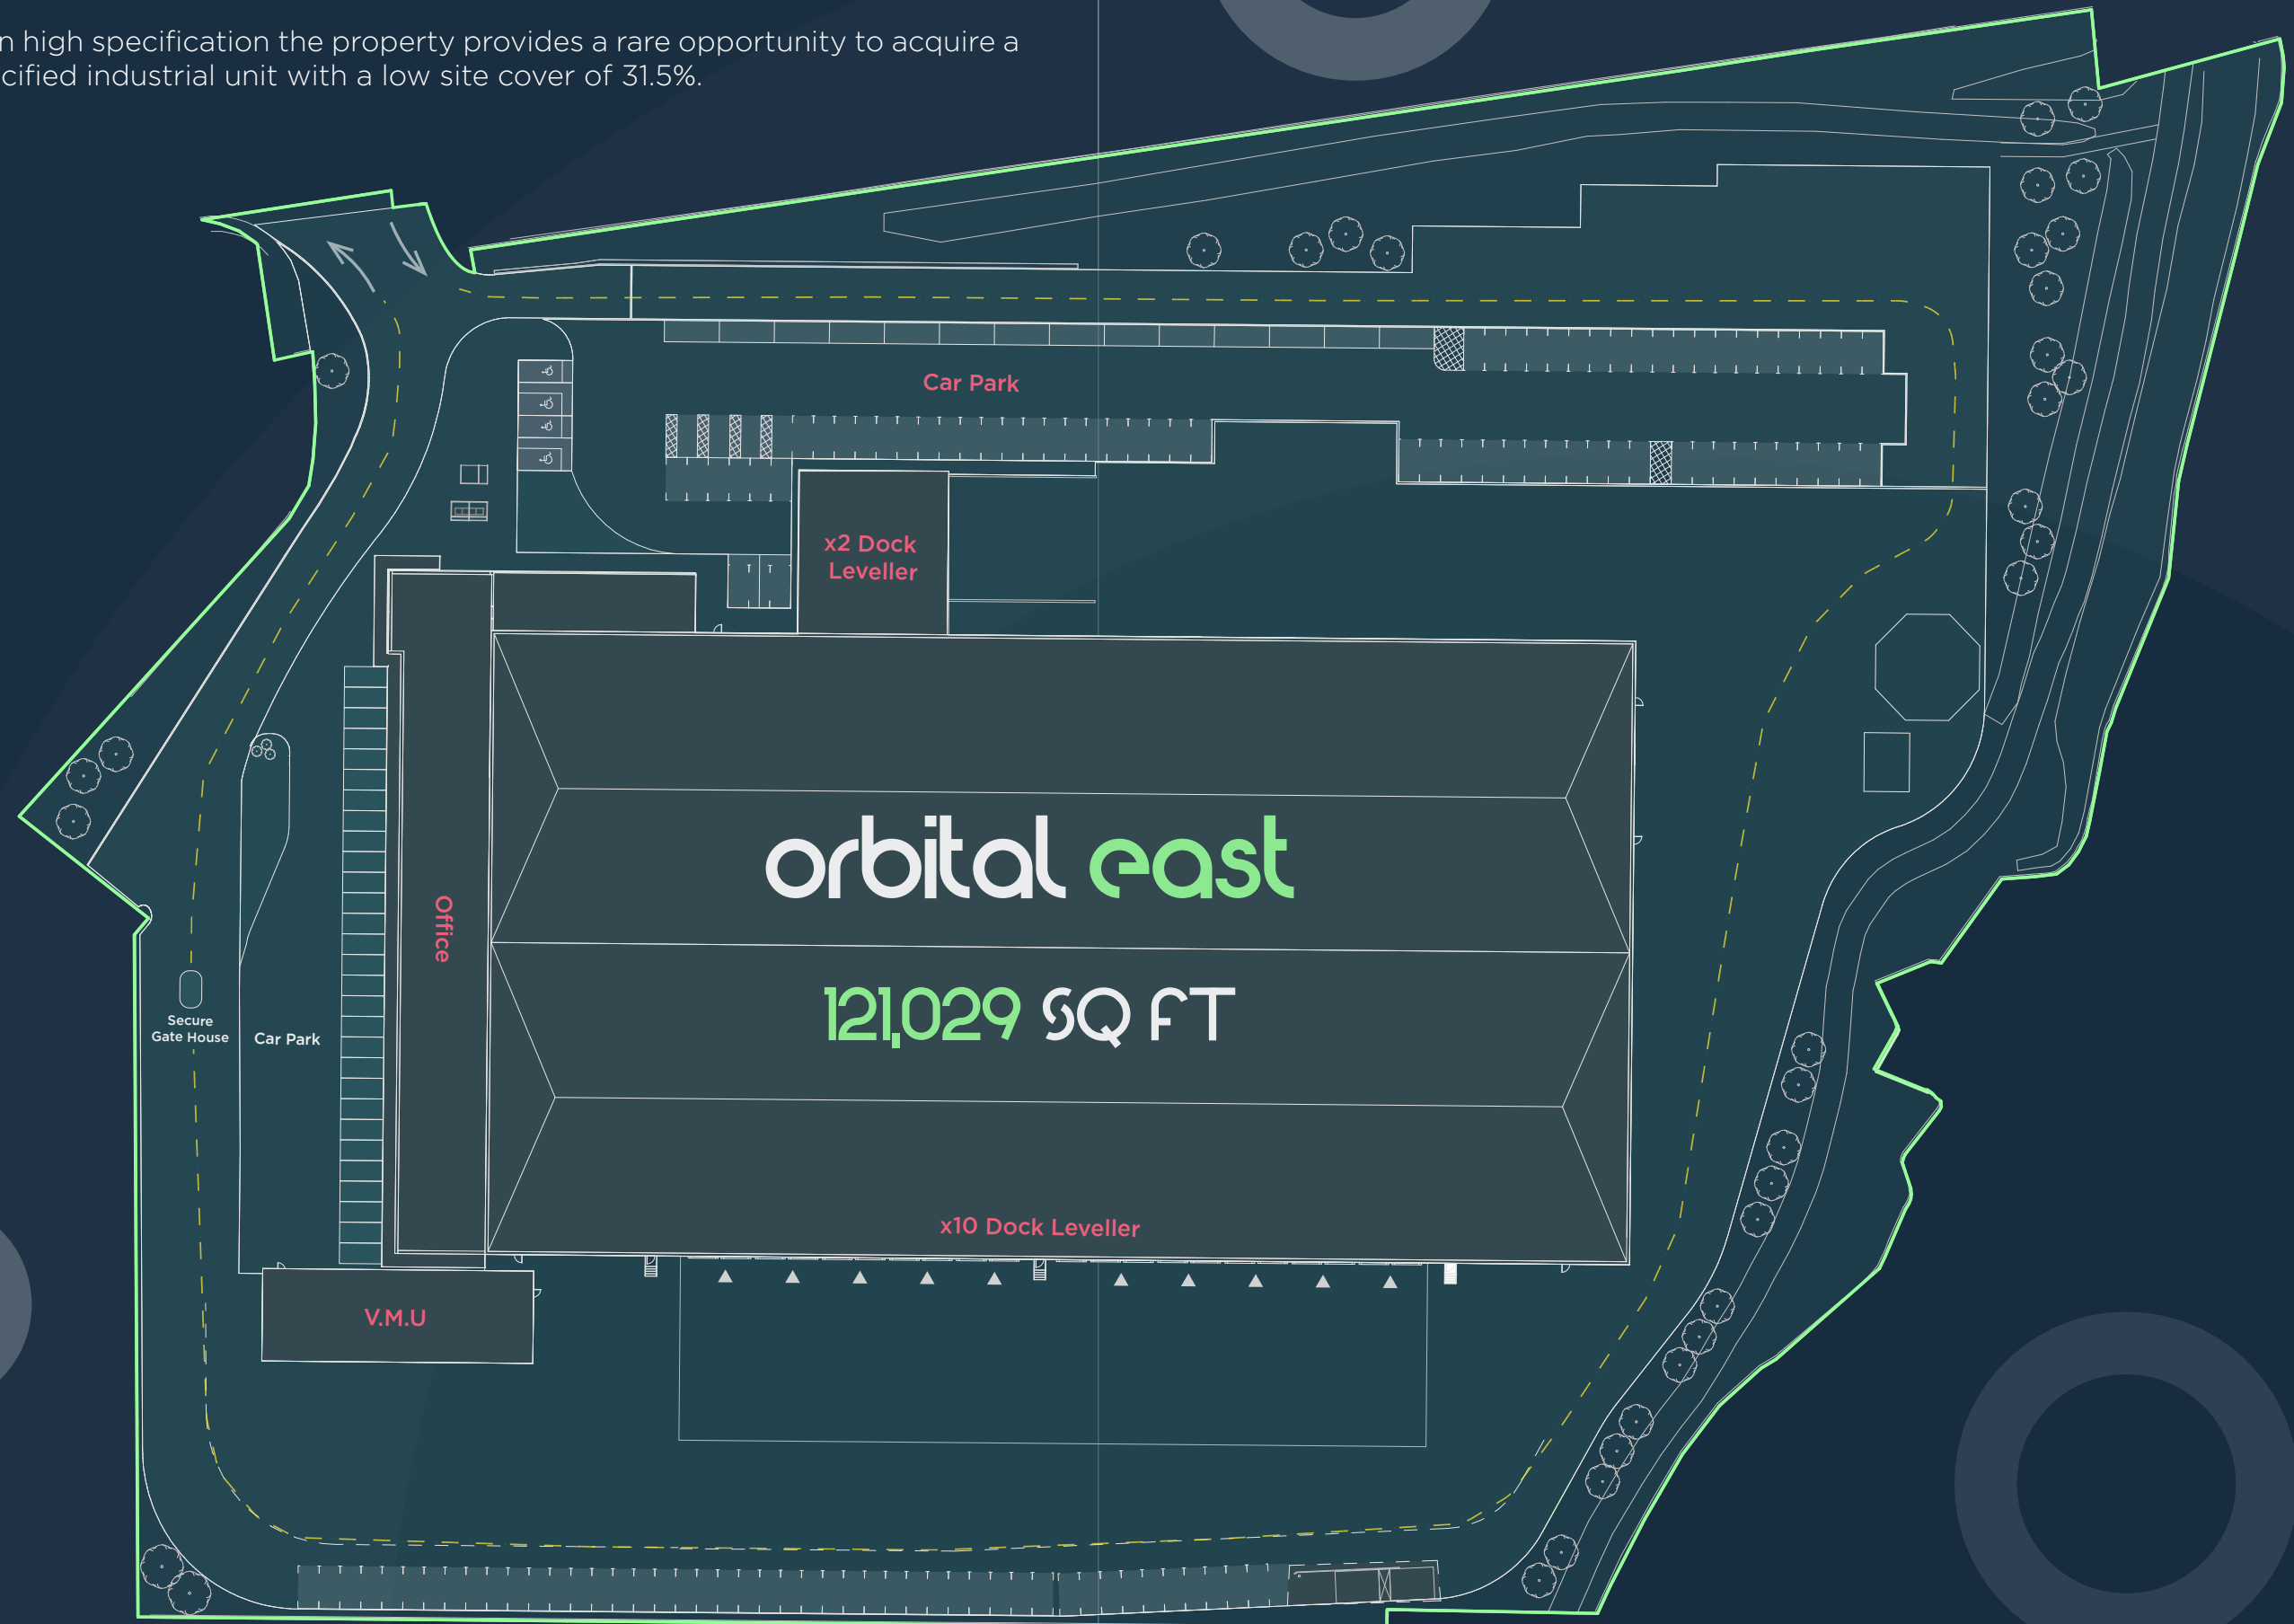 n high specification the property provides a rare opportunity to acquire a
cified industrial unit with a low site cover of 31.5%.
Car Park
x2 Dock
Leveller
orbital east
Office
121,029 SQ FT
Secure
Gate House
Car Park
x10 Dock Leveller
V.M.U